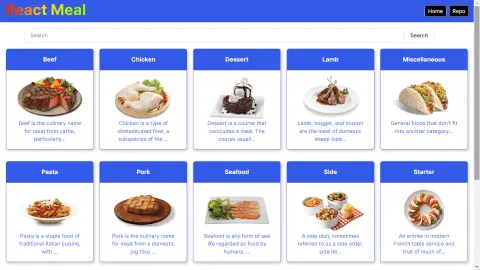 React Meal
Home
Repo
Search
Search
Beef
Chicken
Dessert
Lamb
Miscellaneous
Beef is the culinary name
for meat from cattle,
particularly...
Chicken is a type of
domesticated fowl, a
subspecies of the ...
Dessert is a course that
concludes a meal. The
course usuall...
Lamb, hogget, and mutton
are the meat of domestic
sheep (spe...
General foods that don't fit
into another category...
Pasta
Pork
Seafood
Side
Starter
Pasta is a staple food of
traditional Italian cuisine,
with ...
Pork is the culinary name
for meat from a domestic
pig (Sus) ...
Seafood is any form of sea
life regarded as food by
humans. ...
A side dish, sometimes
referred to as a side order,
side ite...
An entrée in modern
French table service and
that of much of...